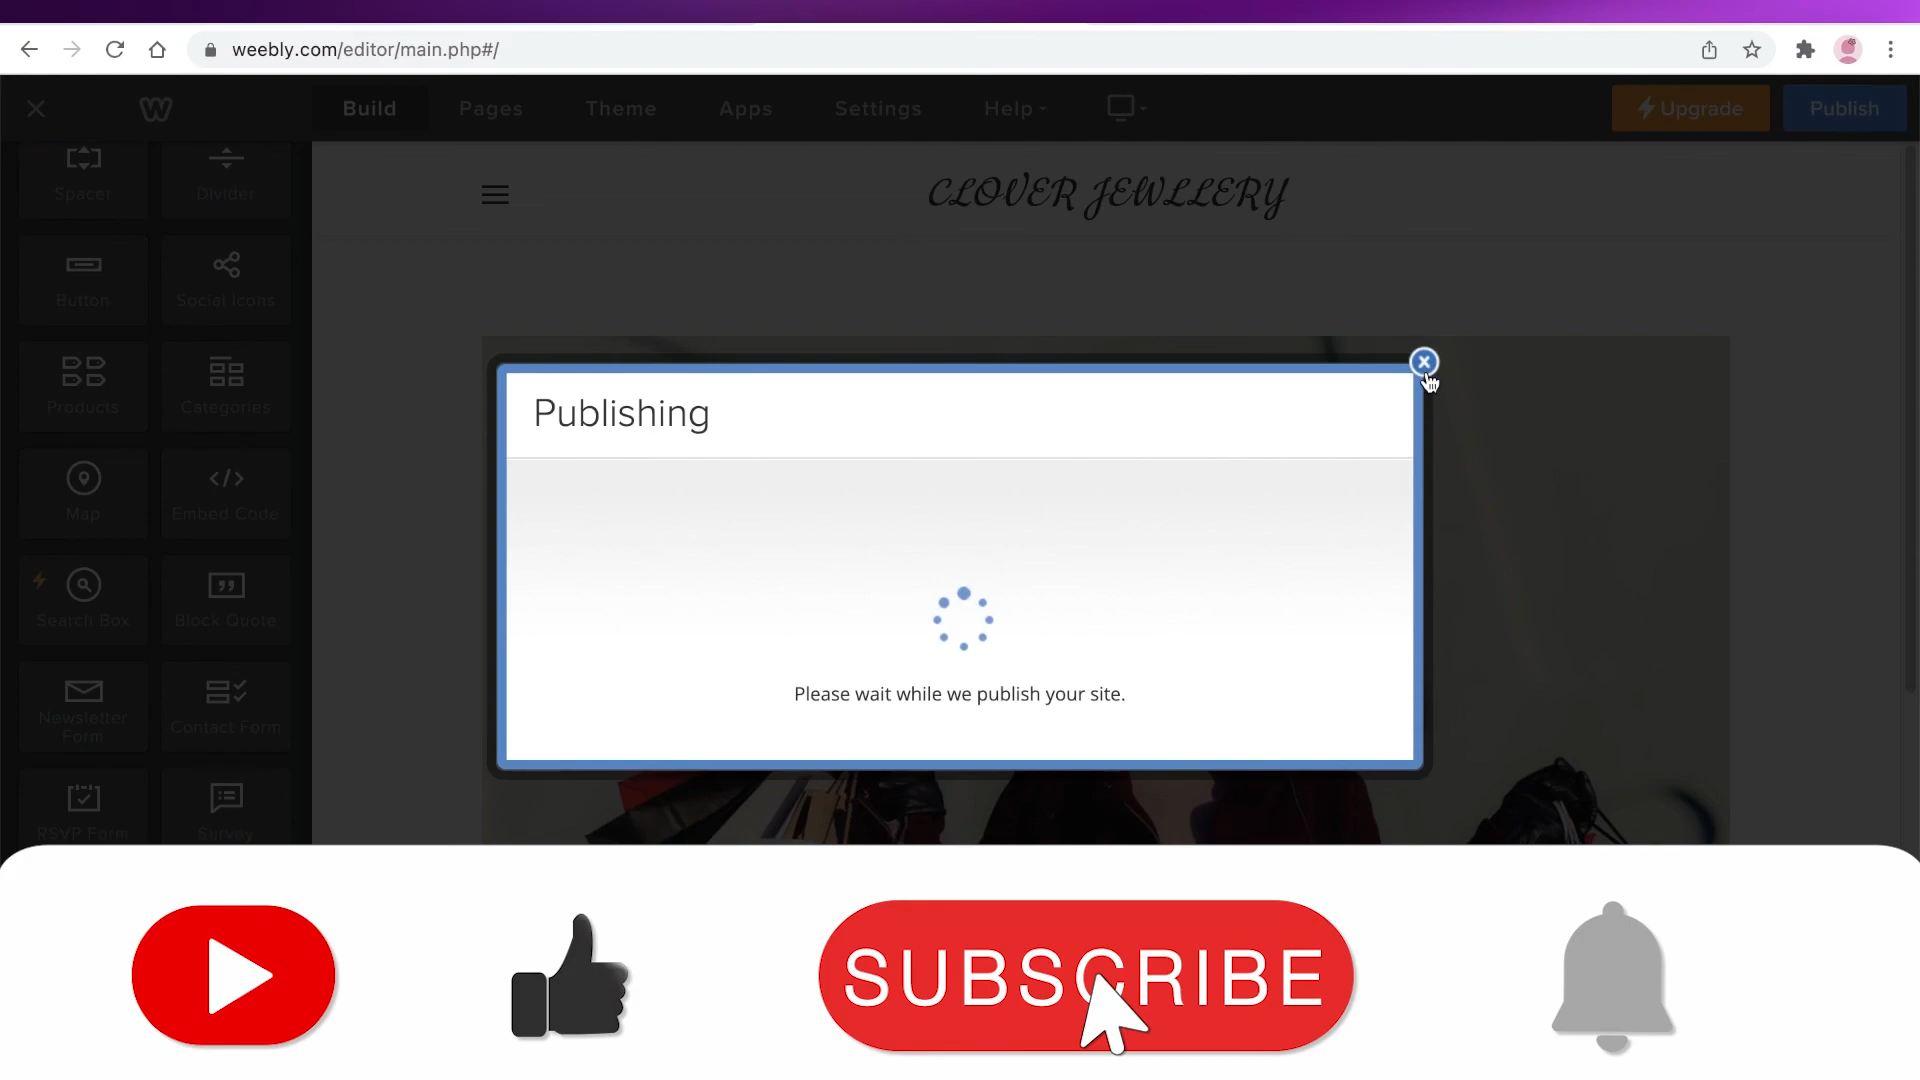 weebly.com/editor/main.php#/
Build Pages Theme Apps Settings Help Upgrade Publish
Spacer Divider
CLOVER JEWLLERY
Button Social Icons
Products Categories
Publishing
Map Embed Code
Search Box Block Quote
Please wait while we publish your site.
Newsletter Form Contact Form
RSVP Form Survey
SUBSCRIBE